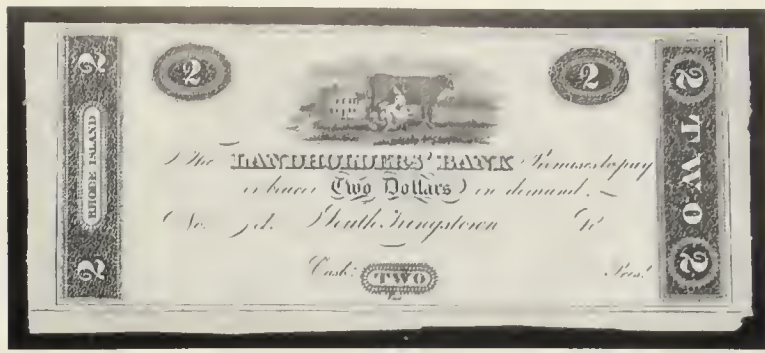 2 2
2
RHODE ISLAND
2
2
TWO
2
The LANDHOLDERS' BANK Promises to pay
or bearer Two Dollars on demand.
No. South Kingstown
Cash: TWO Pres.t